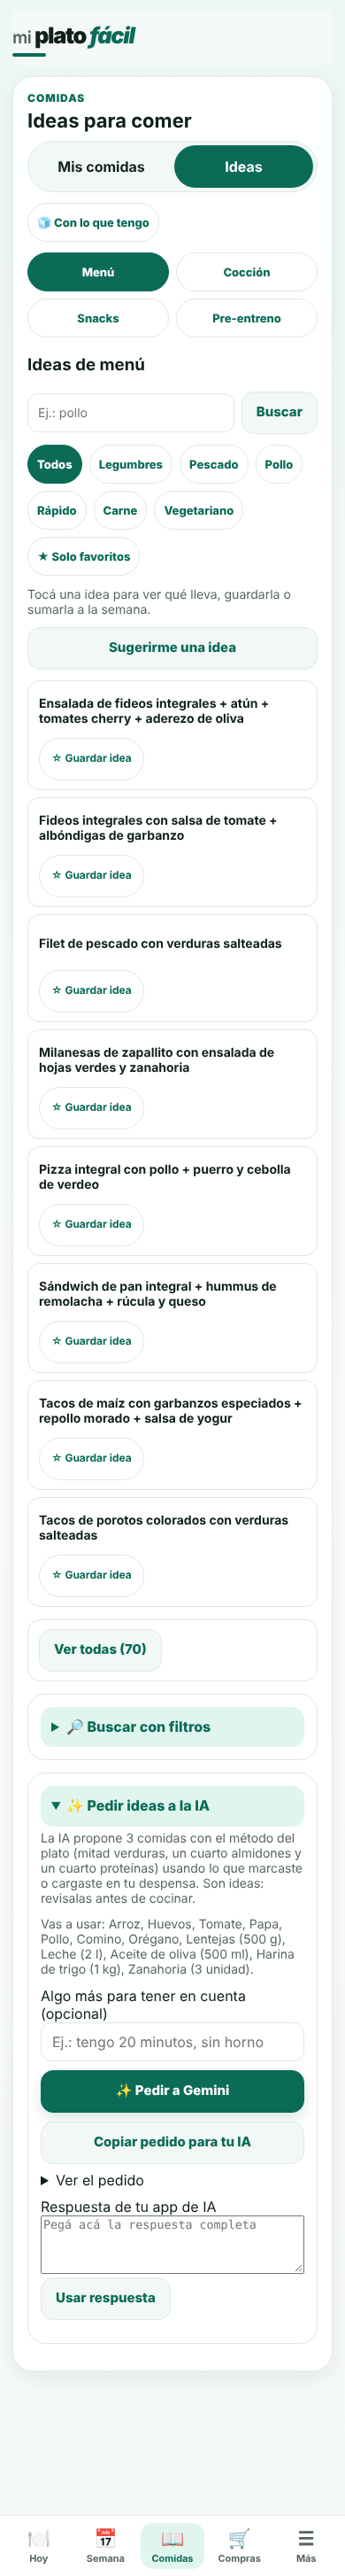 mi plato fácil
COMIDAS
Ideas para comer
Mis comidas
Ideas
🧊 Con lo que tengo
Menú
Cocción
Snacks
Pre-entreno
Ideas de menú
Ej.: pollo
Buscar
Todos
Legumbres
Pescado
Pollo
Rápido
Carne
Vegetariano
★ Solo favoritos
Tocá una idea para ver qué lleva, guardarla o
sumarla a la semana.
Sugerirme una idea
Ensalada de fideos integrales + atún +
tomates cherry + aderezo de oliva
☆ Guardar idea
Fideos integrales con salsa de tomate +
albóndigas de garbanzo
☆ Guardar idea
Filet de pescado con verduras salteadas
☆ Guardar idea
Milanesas de zapallito con ensalada de
hojas verdes y zanahoria
☆ Guardar idea
Pizza integral con pollo + puerro y cebolla
de verdeo
☆ Guardar idea
Sándwich de pan integral + hummus de
remolacha + rúcula y queso
☆ Guardar idea
Tacos de maíz con garbanzos especiados +
repollo morado + salsa de yogur
☆ Guardar idea
Tacos de porotos colorados con verduras
salteadas
☆ Guardar idea
Ver todas (70)
▶ 🔎 Buscar con filtros
▼ ✨ Pedir ideas a la IA
La IA propone 3 comidas con el método del
plato (mitad verduras, un cuarto almidones y
un cuarto proteínas) usando lo que marcaste
o cargaste en tu despensa. Son ideas:
revisalas antes de cocinar.
Vas a usar: Arroz, Huevos, Tomate, Papa,
Pollo, Comino, Orégano, Lentejas (500 g),
Leche (2 l), Aceite de oliva (500 ml), Harina
de trigo (1 kg), Zanahoria (3 unidad).
Algo más para tener en cuenta
(opcional)
Ej.: tengo 20 minutos, sin horno
✨ Pedir a Gemini
Copiar pedido para tu IA
▶ Ver el pedido
Respuesta de tu app de IA
Pegá acá la respuesta completa
Usar respuesta
Hoy
Semana
Comidas
Compras
Más